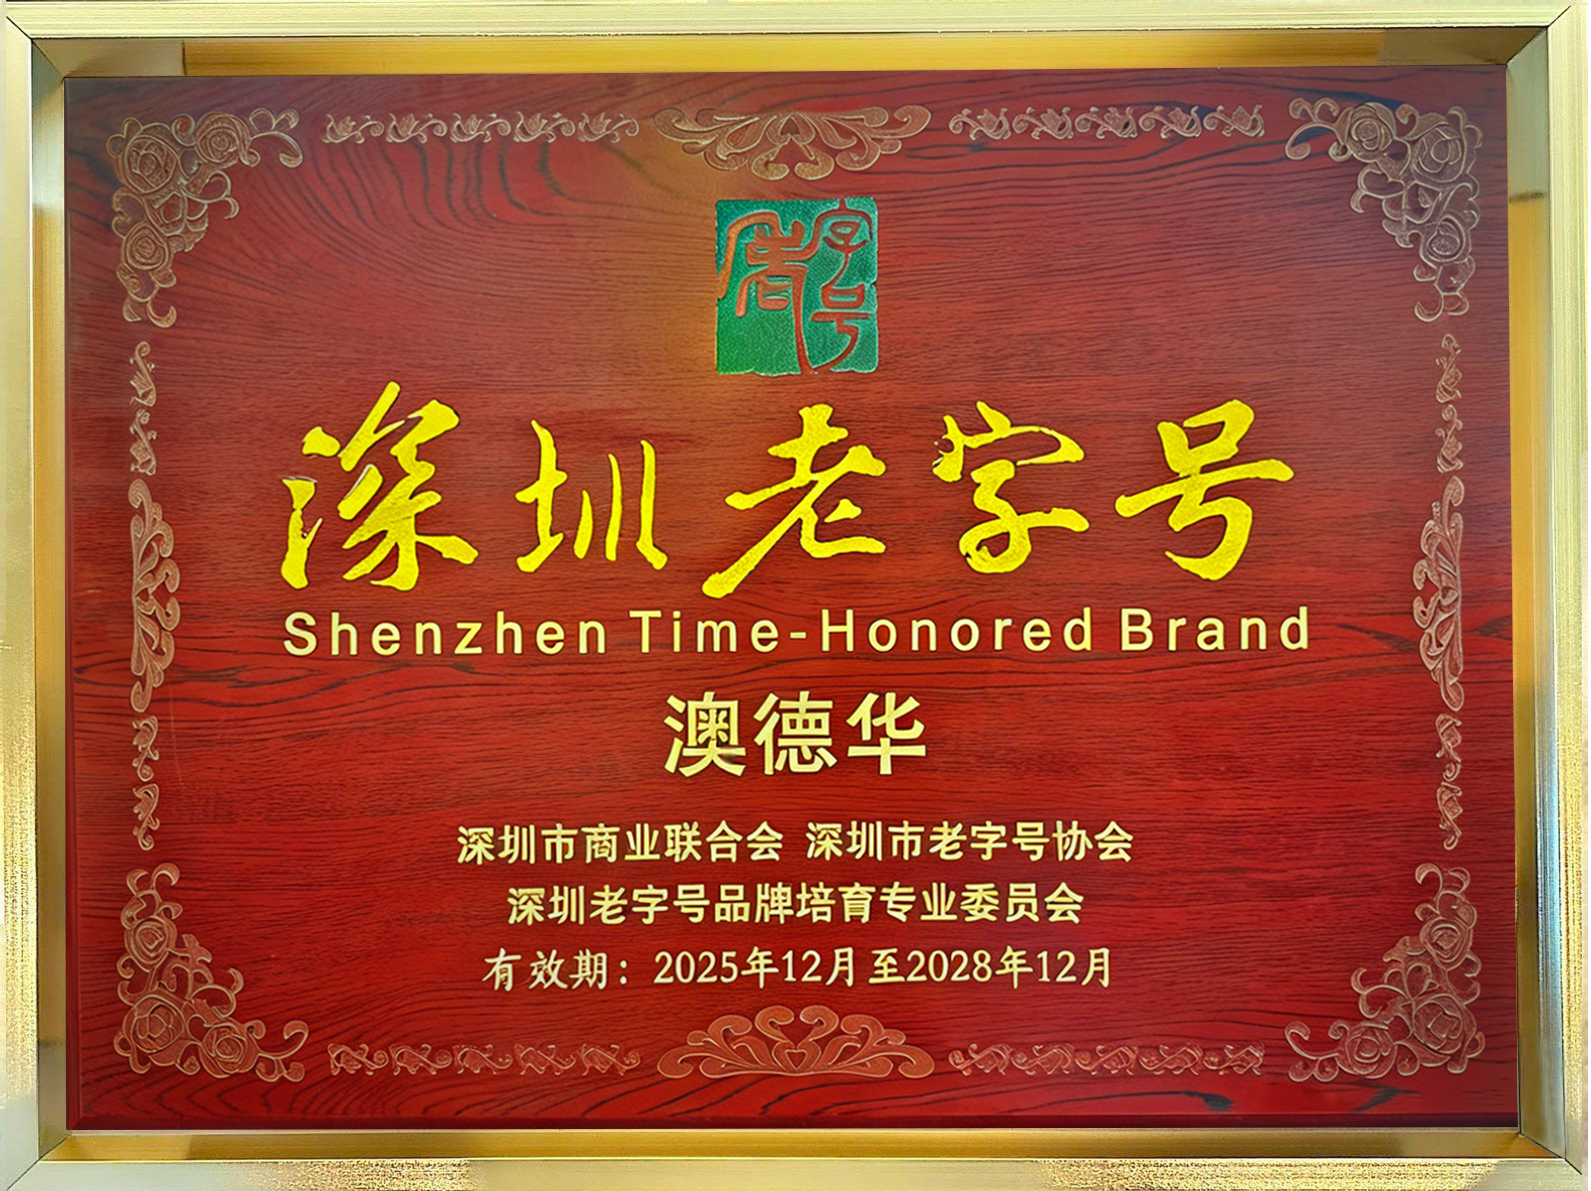 老字号
深圳老字号
Shenzhen Time-Honored Brand
澳德华
深圳市商业联合会 深圳市老字号协会
深圳老字号品牌培育专业委员会
有效期：2025年12月至2028年12月